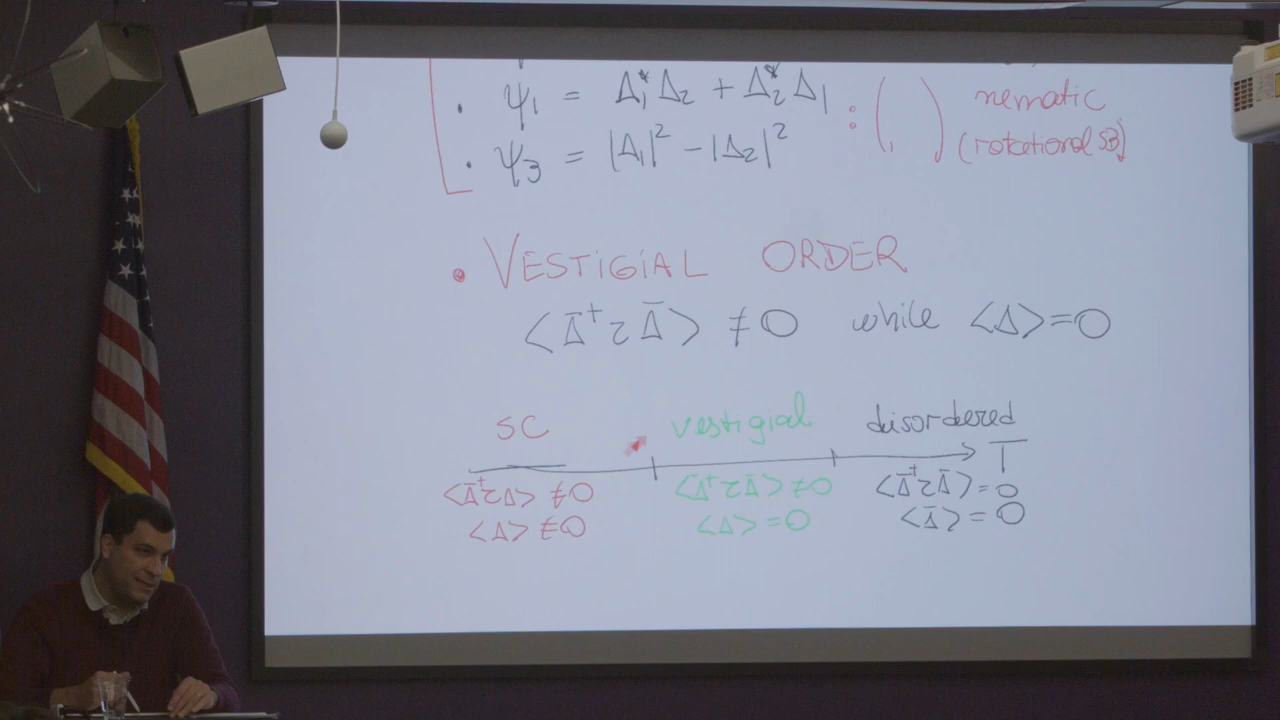 • ψ₁ = Δ₁*Δ₂ + Δ₂*Δ₁ : ( , ) nematic
• ψ₃ = |Δ₁|² − |Δ₂|² (rotational SB)
• VESTIGIAL ORDER
<Δ̄†τΔ̄> ≠ 0 while <Δ> = 0
SC vestigial disordered
T
<Δ̄†τΔ> ≠ 0 <Δ̄†τΔ> ≠ 0 <Δ̄†τΔ̄> = 0
<Δ> ≠ 0 <Δ> = 0 <Δ̄> = 0